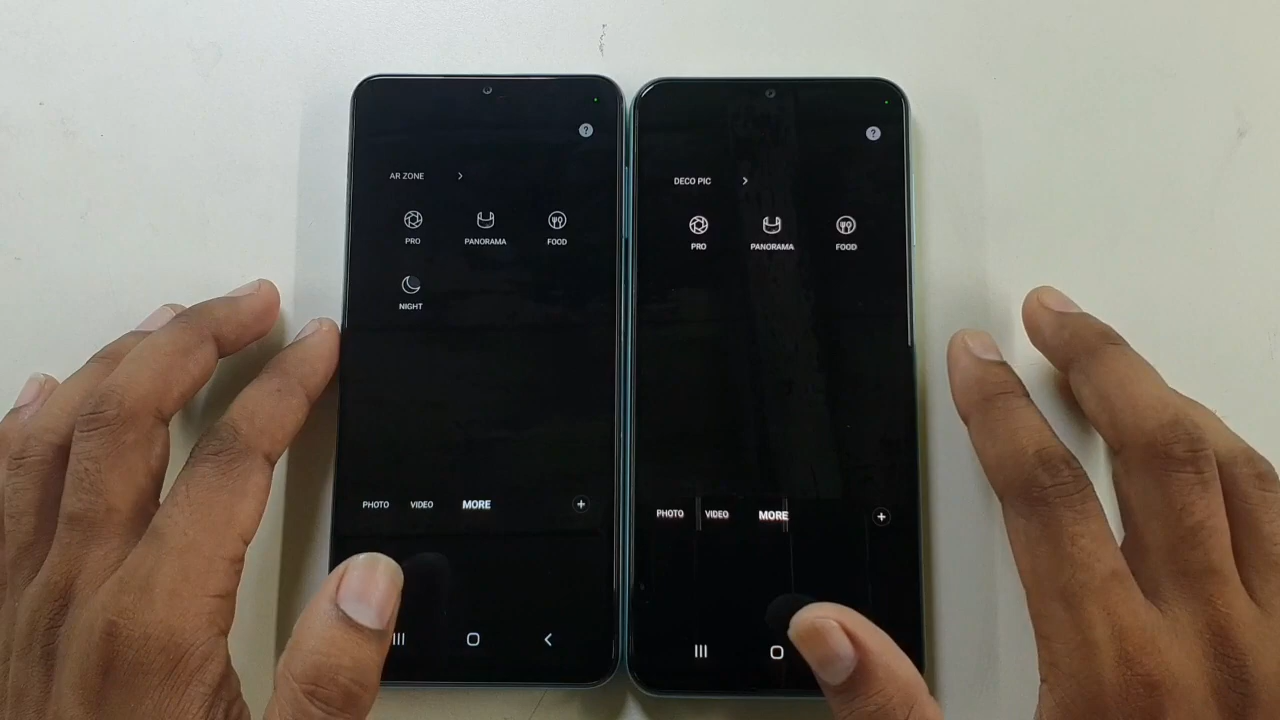 ?
AR ZONE >
PRO PANORAMA FOOD
NIGHT
PHOTO VIDEO MORE +
?
DECO PIC >
PRO PANORAMA FOOD
PHOTO VIDEO MORE +